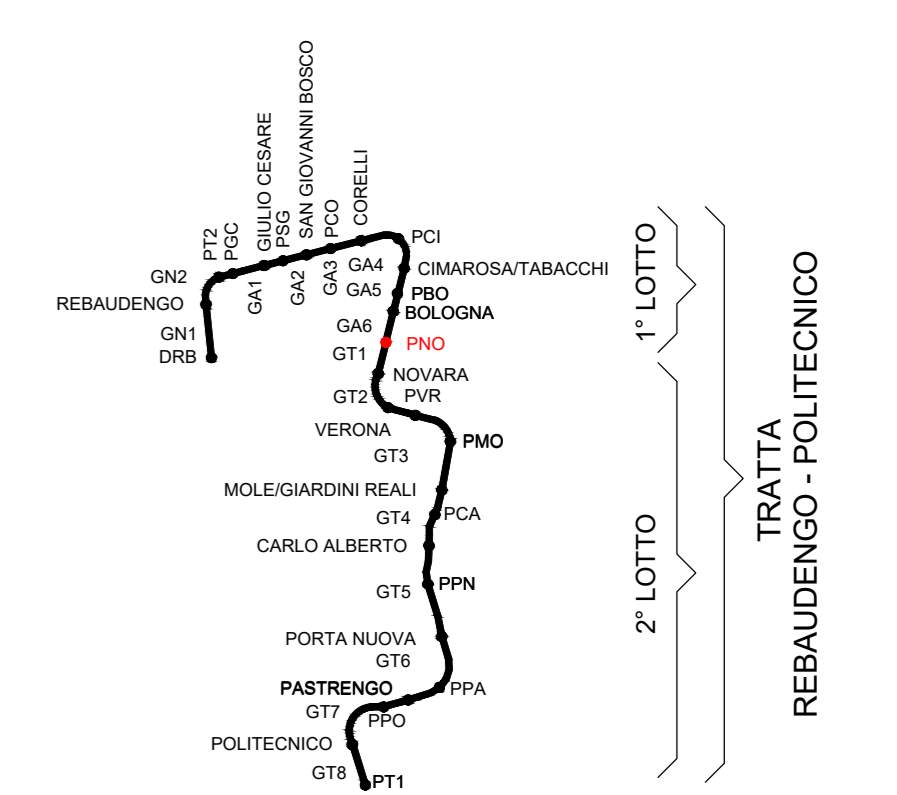 PT2
PGC
GIULIO CESARE
PSG
SAN GIOVANNI BOSCO
PCO
CORELLI
PCI
GN2
GA1
GA2
GA3
GA4
CIMAROSA/TABACCHI
REBAUDENGO
GA5
PBO
BOLOGNA
GN1
GA6
DRB
GT1
PNO
NOVARA
GT2
PVR
VERONA
PMO
GT3
MOLE/GIARDINI REALI
GT4
PCA
CARLO ALBERTO
GT5
PPN
PORTA NUOVA
GT6
PASTRENGO
PPA
GT7
PPO
POLITECNICO
GT8
PT1
1° LOTTO
2° LOTTO
TRATTA
REBAUDENGO - POLITECNICO